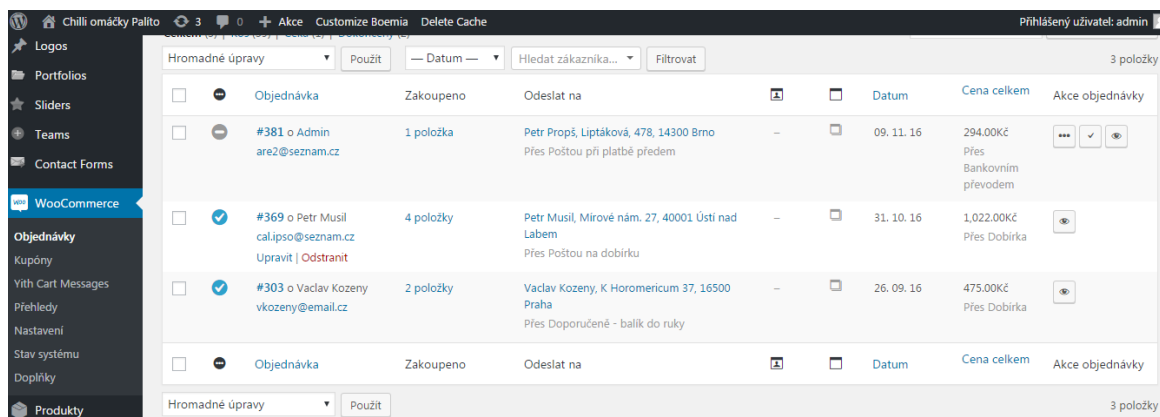 Chilli omáčky Palito 3 0 Akce Customize Boemia Delete Cache Přihlášený uživatel: admin
Logos
Portfolios
Sliders
Teams
Contact Forms
WooCommerce
Objednávky
Kupóny
Yith Cart Messages
Přehledy
Nastavení
Stav systému
Doplňky
Produkty
Hromadné úpravy Použít — Datum — Hledat zákazníka... Filtrovat 3 položky
Objednávka Zakoupeno Odeslat na Datum Cena celkem Akce objednávky
#381 o Admin 1 položka Petr Propš, Liptáková, 478, 14300 Brno – 09. 11. 16 294.00Kč
are2@seznam.cz Přes Poštou při platbě předem Přes
Bankovním
převodem
#369 o Petr Musil 4 položky Petr Musil, Mírové nám. 27, 40001 Ústí nad – 31. 10. 16 1,022.00Kč
cal.ipso@seznam.cz Labem Přes Dobírka
Upravit | Odstranit Přes Poštou na dobírku
#303 o Vaclav Kozeny 2 položky Vaclav Kozeny, K Horomericum 37, 16500 – 26. 09. 16 475.00Kč
vkozeny@email.cz Praha Přes Dobírka
Přes Doporučeně - balík do ruky
Objednávka Zakoupeno Odeslat na Datum Cena celkem Akce objednávky
Hromadné úpravy Použít 3 položky